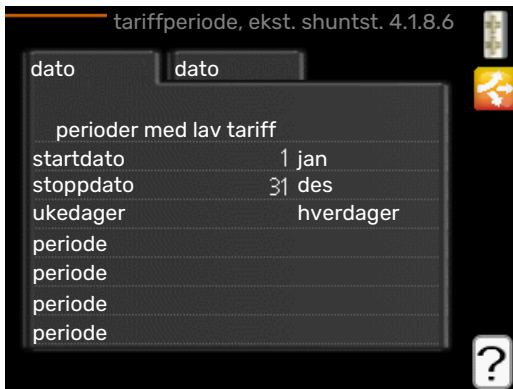 tariffperiode, ekst. shuntst. 4.1.8.6
dato dato
perioder med lav tariff
startdato 1 jan
stoppdato 31 des
ukedager hverdager
periode
periode
periode
periode
?